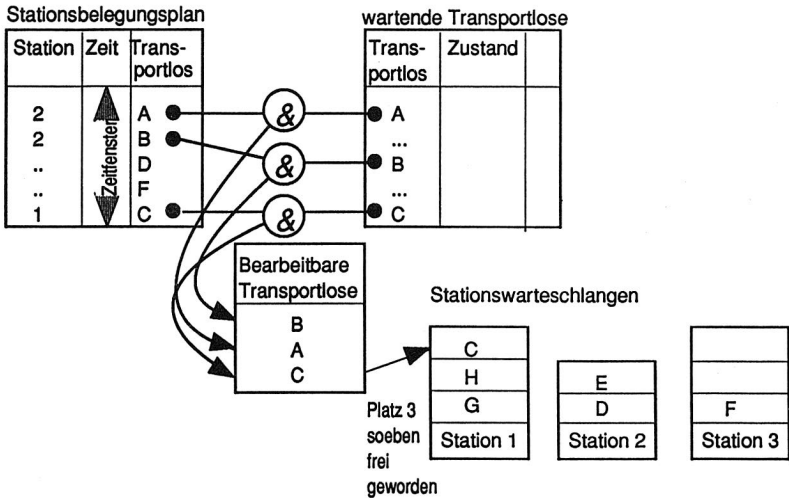 Stationsbelegungsplan
Station Zeit Trans-
portlos
2 A
2 B
.. D
.. F
1 C
Zeitfenster
& 
&
&
wartende Transportlose
Trans- Zustand
portlos
A
...
B
...
C
Bearbeitbare
Transportlose
B
A
C
Stationswarteschlangen
C
H
G
Station 1
E
D
Station 2
F
Station 3
Platz 3
soeben
frei
geworden